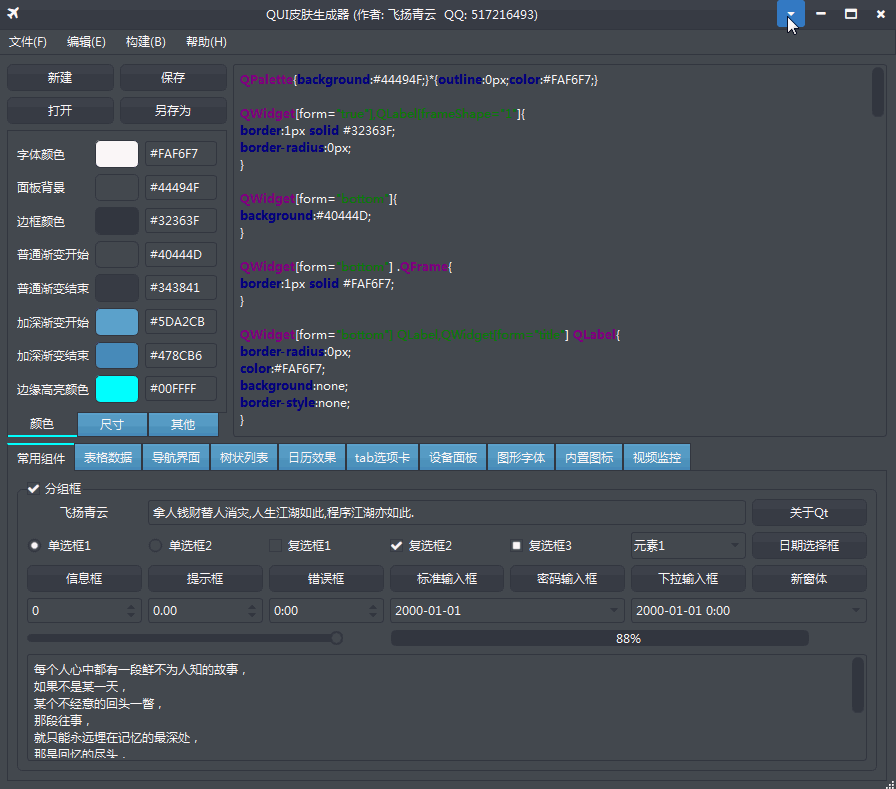 QUI皮肤生成器 (作者: 飞扬青云  QQ: 517216493)
文件(F) 编辑(E) 构建(B) 帮助(H)
新建 保存
打开 另存为
字体颜色 #FAF6F7
面板背景 #44494F
边框颜色 #32363F
普通渐变开始 #40444D
普通渐变结束 #343841
加深渐变开始 #5DA2CB
加深渐变结束 #478CB6
边缘高亮颜色 #00FFFF
颜色 尺寸 其他
QPalette{background:#44494F;}*{outline:0px;color:#FAF6F7;}
QWidget[form= ]{
border:1px solid #32363F;
border-radius:0px;
}
QWidget[form="bottom"]{
background:#40444D;
}
QWidget[form="bottom"] .QFrame{
border:1px solid #FAF6F7;
}
QWidget[form="bottom"] QLabel,QWidget[form="title"] QLabel{
border-radius:0px;
color:#FAF6F7;
background:none;
border-style:none;
}
常用组件 表格数据 导航界面 树状列表 日历效果 tab选项卡 设备面板 图形字体 内置图标 视频监控
分组框
飞扬青云 拿人钱财替人消灾,人生江湖如此,程序江湖亦如此. 关于Qt
单选框1 单选框2 复选框1 复选框2 复选框3 元素1 日期选择框
信息框 提示框 错误框 标准输入框 密码输入框 下拉输入框 新窗体
0 0.00 0:00 2000-01-01 2000-01-01 0:00
88%
每个人心中都有一段鲜不为人知的故事，
如果不是某一天，
某个不经意的回头一瞥，
那段往事，
就只能永远埋在记忆的最深处，
那是回忆的尽头，